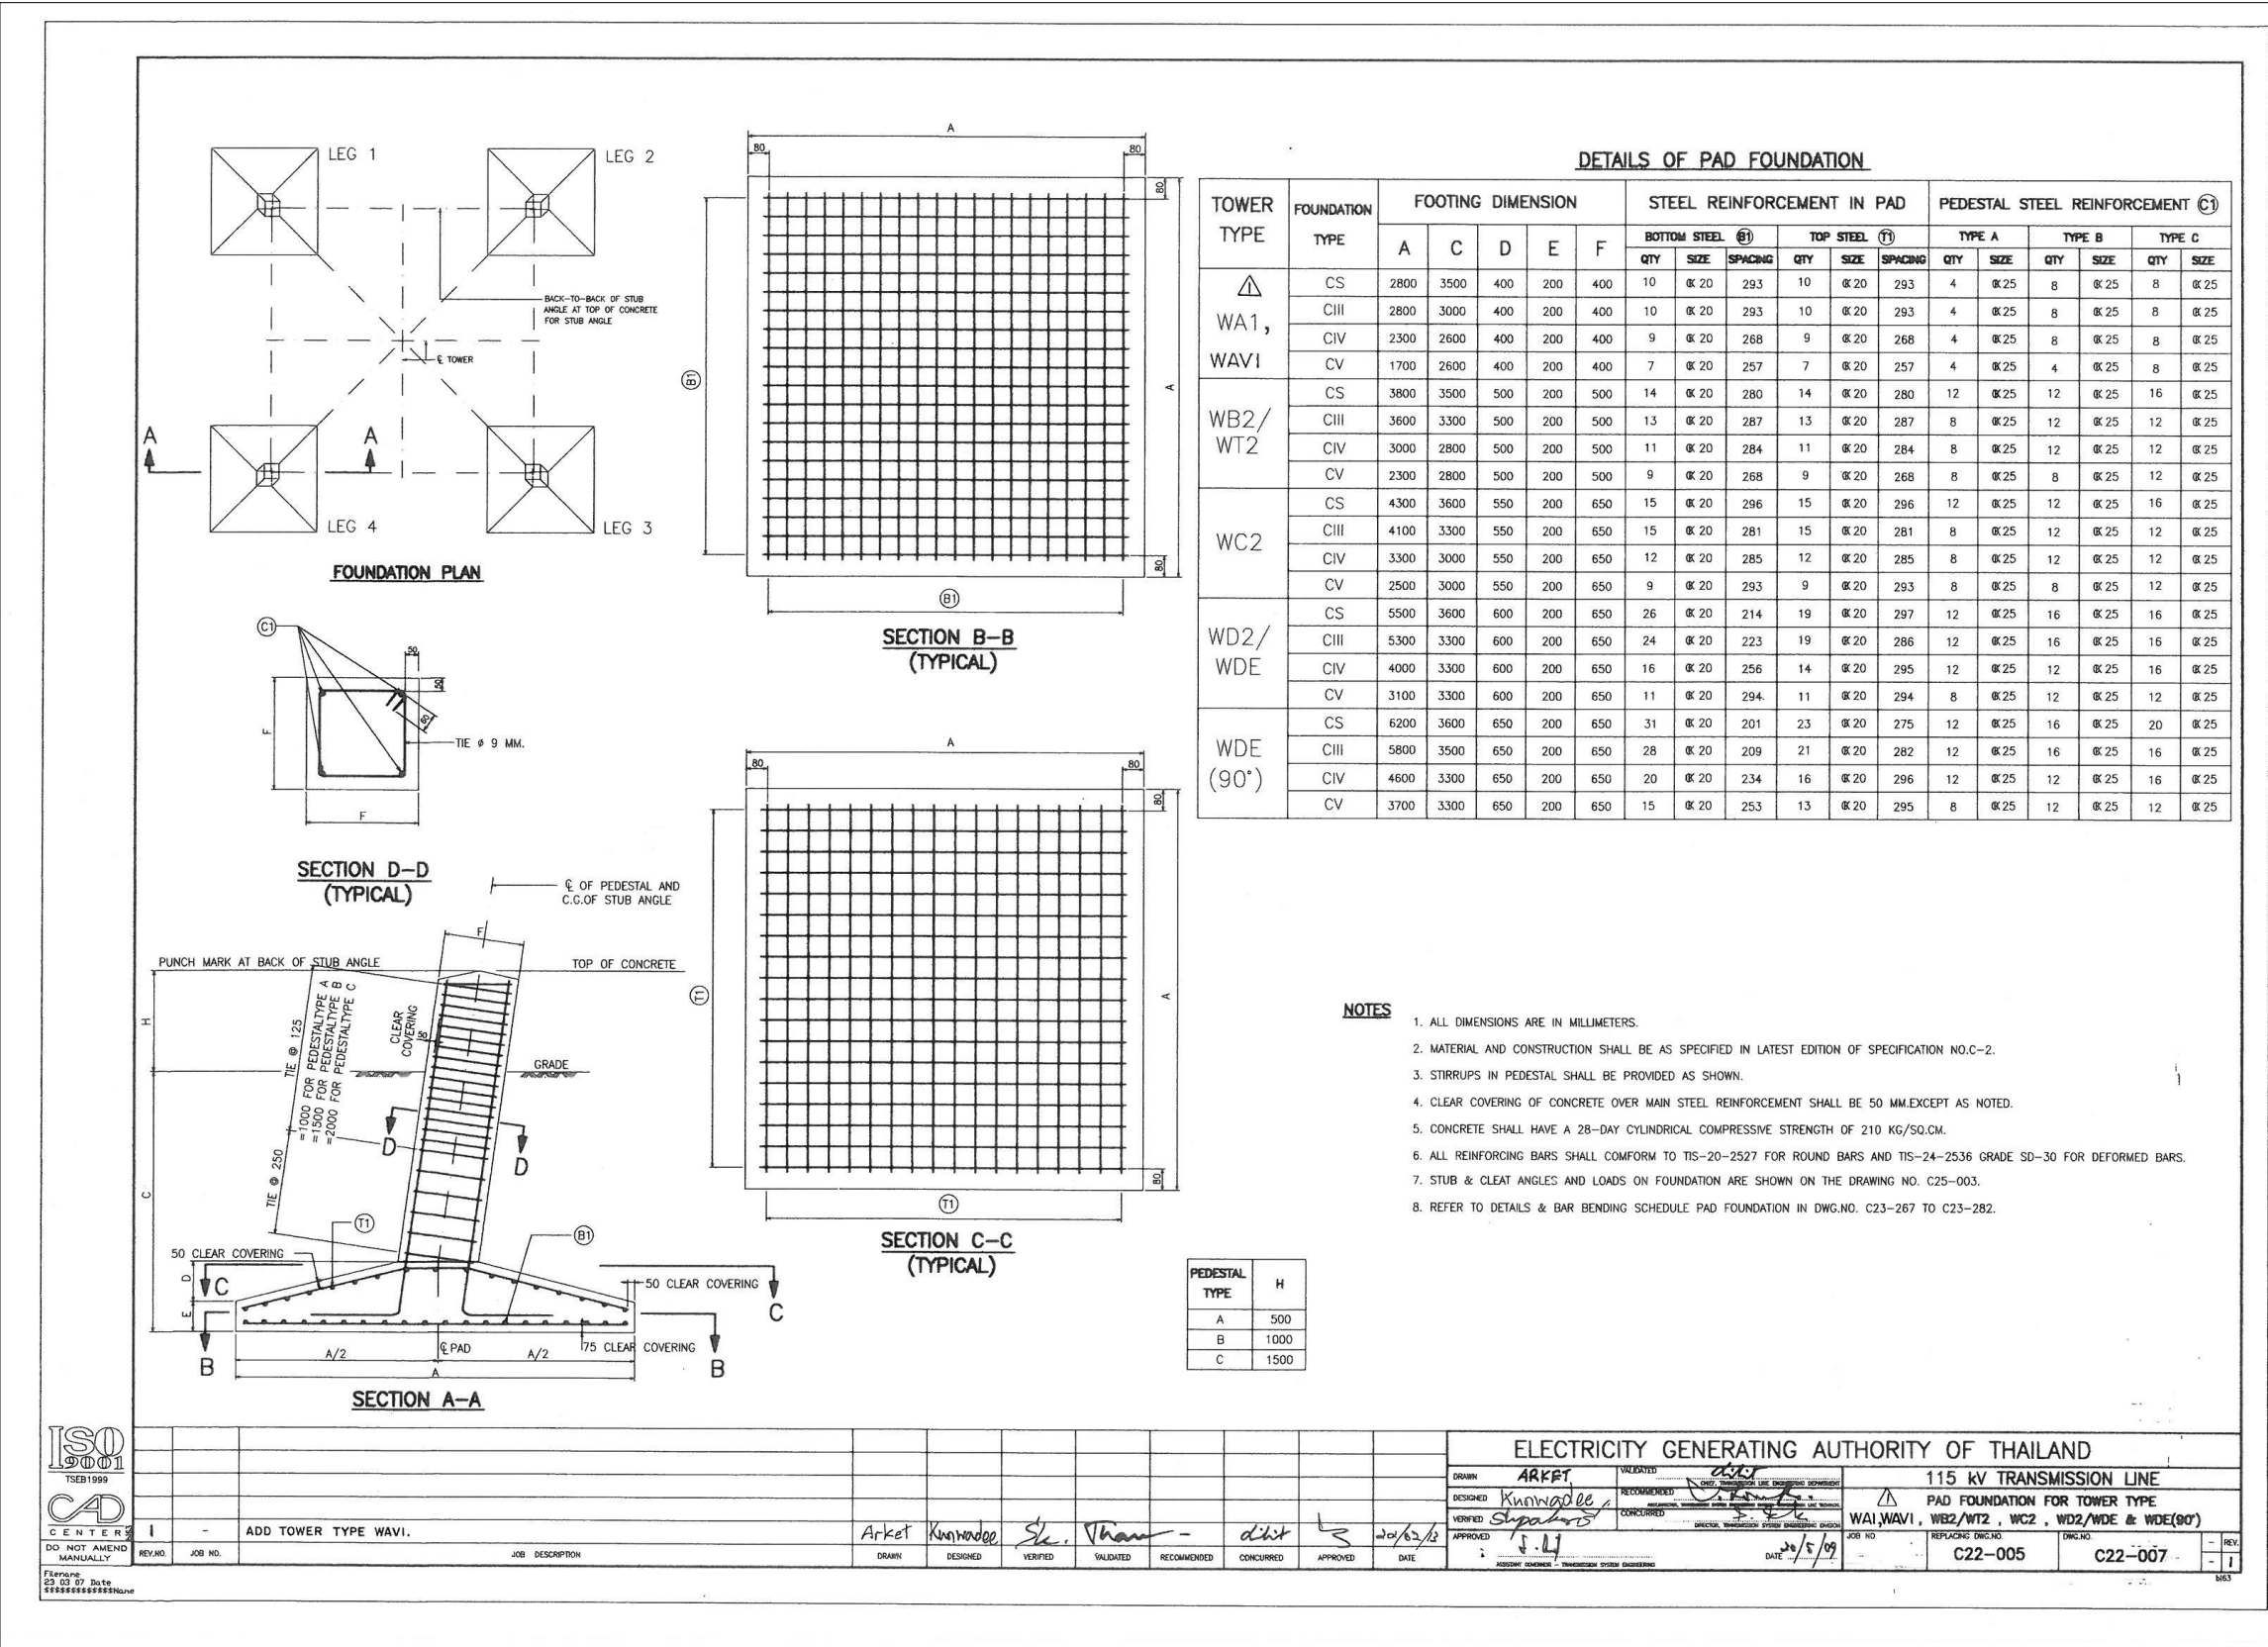 LEG 1
LEG 2
BACK-TO-BACK OF STUB
ANGLE AT TOP OF CONCRETE
FOR STUB ANGLE
℄ TOWER
A A
LEG 4
LEG 3
FOUNDATION PLAN
A
80 80
80
B1
A
80
B1
SECTION B-B
(TYPICAL)
C1
50
50
60
F
TIE ø 9 MM.
F
SECTION D-D
(TYPICAL)
A
80 80
80
T1
A
80
T1
SECTION C-C
(TYPICAL)
℄ OF PEDESTAL AND
C.G.OF STUB ANGLE
F
PUNCH MARK AT BACK OF STUB ANGLE
TOP OF CONCRETE
H
TIE @ 125
=1000 FOR PEDESTALTYPE A
=1500 FOR PEDESTALTYPE B
=2000 FOR PEDESTALTYPE C
CLEAR
COVERING
GRADE
D D
C
TIE @ 250
T1
B1
50 CLEAR COVERING
D
C
50 CLEAR COVERING
C
E
B
A/2
℄ PAD
A/2
75 CLEAR COVERING
B
A
SECTION A-A
DETAILS OF PAD FOUNDATION
TOWER TYPE FOUNDATION TYPE FOOTING DIMENSION STEEL REINFORCEMENT IN PAD PEDESTAL STEEL REINFORCEMENT C1
A C D E F BOTTOM STEEL B1 TOP STEEL T1 TYPE A TYPE B TYPE C
QTY SIZE SPACING QTY SIZE SPACING QTY SIZE QTY SIZE QTY SIZE
1 WA1, WAV1
CS 2800 3500 400 200 400 10 20 293 10 20 293 4 25 8 25 8 25
CIII 2800 3000 400 200 400 10 20 293 10 20 293 4 25 8 25 8 25
CIV 2300 2600 400 200 400 9 20 268 9 20 268 4 25 8 25 8 25
CV 1700 2600 400 200 400 7 20 257 7 20 257 4 25 4 25 8 25
WB2/ WT2
CS 3800 3500 500 200 500 14 20 280 14 20 280 12 25 12 25 16 25
CIII 3600 3300 500 200 500 13 20 287 13 20 287 8 25 12 25 12 25
CIV 3000 2800 500 200 500 11 20 284 11 20 284 8 25 12 25 12 25
CV 2300 2800 500 200 500 9 20 268 9 20 268 8 25 8 25 12 25
WC2
CS 4300 3600 550 200 650 15 20 296 15 20 296 12 25 12 25 16 25
CIII 4100 3300 550 200 650 15 20 281 15 20 281 8 25 12 25 12 25
CIV 3300 3000 550 200 650 12 20 285 12 20 285 8 25 12 25 12 25
CV 2500 3000 550 200 650 9 20 293 9 20 293 8 25 8 25 12 25
WD2/ WDE
CS 5500 3600 600 200 650 26 20 214 19 20 297 12 25 16 25 16 25
CIII 5300 3300 600 200 650 24 20 223 19 20 286 12 25 16 25 16 25
CIV 4000 3300 600 200 650 16 20 256 14 20 295 12 25 12 25 16 25
CV 3100 3300 600 200 650 11 20 294 11 20 294 8 25 12 25 12 25
WDE (90°)
CS 6200 3600 650 200 650 31 20 201 23 20 275 12 25 16 25 20 25
CIII 5800 3500 650 200 650 28 20 209 21 20 282 12 25 16 25 16 25
CIV 4600 3300 650 200 650 20 20 234 16 20 296 12 25 12 25 16 25
CV 3700 3300 650 200 650 15 20 253 13 20 295 8 25 12 25 12 25
NOTES
1. ALL DIMENSIONS ARE IN MILLIMETERS.
2. MATERIAL AND CONSTRUCTION SHALL BE AS SPECIFIED IN LATEST EDITION OF SPECIFICATION NO.C-2.
3. STIRRUPS IN PEDESTAL SHALL BE PROVIDED AS SHOWN.
4. CLEAR COVERING OF CONCRETE OVER MAIN STEEL REINFORCEMENT SHALL BE 50 MM.EXCEPT AS NOTED.
5. CONCRETE SHALL HAVE A 28-DAY CYLINDRICAL COMPRESSIVE STRENGTH OF 210 KG/SQ.CM.
6. ALL REINFORCING BARS SHALL COMFORM TO TIS-20-2527 FOR ROUND BARS AND TIS-24-2536 GRADE SD-30 FOR DEFORMED BARS.
7. STUB & CLEAT ANGLES AND LOADS ON FOUNDATION ARE SHOWN ON THE DRAWING NO. C25-003.
8. REFER TO DETAILS & BAR BENDING SCHEDULE PAD FOUNDATION IN DWG.NO. C23-267 TO C23-282.
PEDESTAL TYPE H
A 500
B 1000
C 1500
ISO
9001
TSEB1999
CAD
CENTER
DO NOT AMEND
MANUALLY
1 - ADD TOWER TYPE WAV1. Arket Kunwadee - dihit
REV.NO. JOB NO. JOB DESCRIPTION DRAWN DESIGNED VERIFIED VALIDATED RECOMMENDED CONCURRED APPROVED DATE
ELECTRICITY GENERATING AUTHORITY OF THAILAND
DRAWN ARKET
DESIGNED Kunwadee
VERIFIED
APPROVED
ASSISTANT GOVERNOR - TRANSMISSION SYSTEM ENGINEERING
VALIDATED
RECOMMENDED
CONCURRED
DATE 20/5/09
115 kV TRANSMISSION LINE
1 PAD FOUNDATION FOR TOWER TYPE
WA1,WAV1 , WB2/WT2 , WC2 , WD2/WDE & WDE(90°)
JOB NO. REPLACING DWG.NO. DWG.NO. REV.
C22-005 C22-007 1
Filename
23 03 07 Date
$$$$$$$$$$$$$Name